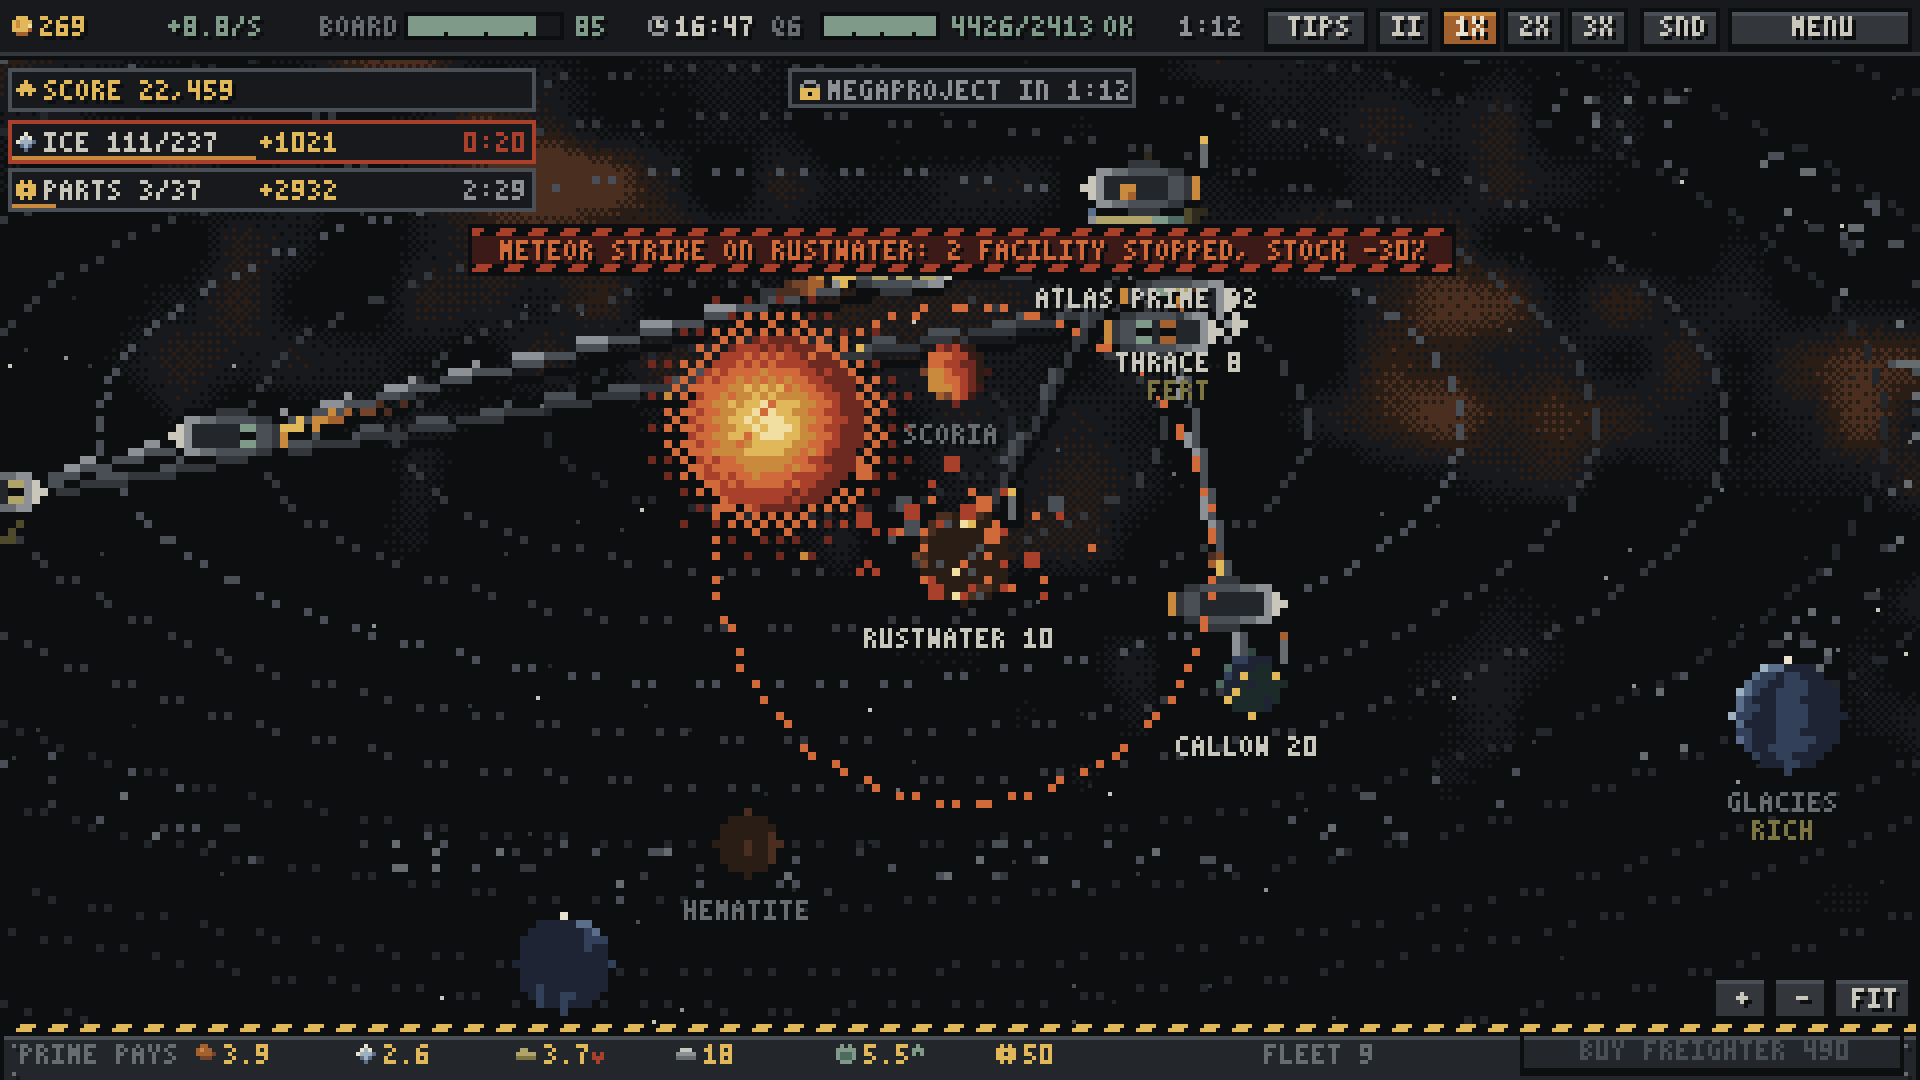 269 +8.8/S BOARD 85 16:47 Q6 4426/2413 OK 1:12 TIPS II 1X 2X 3X SND MENU
SCORE 22,459
MEGAPROJECT IN 1:12
ICE 111/237 +1021 0:20
PARTS 3/37 +2932 2:29
METEOR STRIKE ON RUSTWATER: 2 FACILITY STOPPED, STOCK -30%
ATLAS PRIME 92
THRACE 8
FERT
SCORIA
RUSTWATER 10
CALLOW 20
GLACIES
RICH
HEMATITE
+ - FIT
PRIME PAYS 3.9 2.6 3.7 18 5.5 50 FLEET 9 BUY FREIGHTER 490